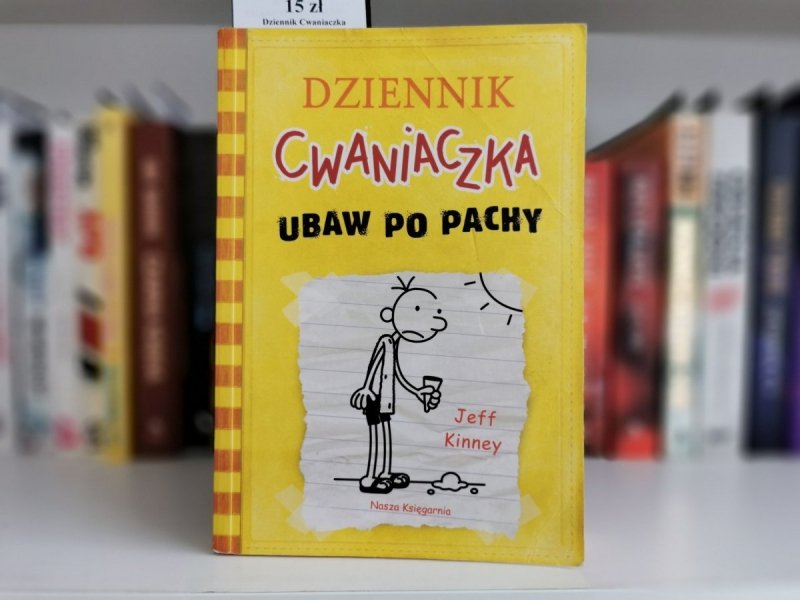 15 zł
Dziennik Cwaniaczka
DZIENNIK
CWANIACZKA
UBAW PO PACHY
Jeff
Kinney
Nasza Księgarnia